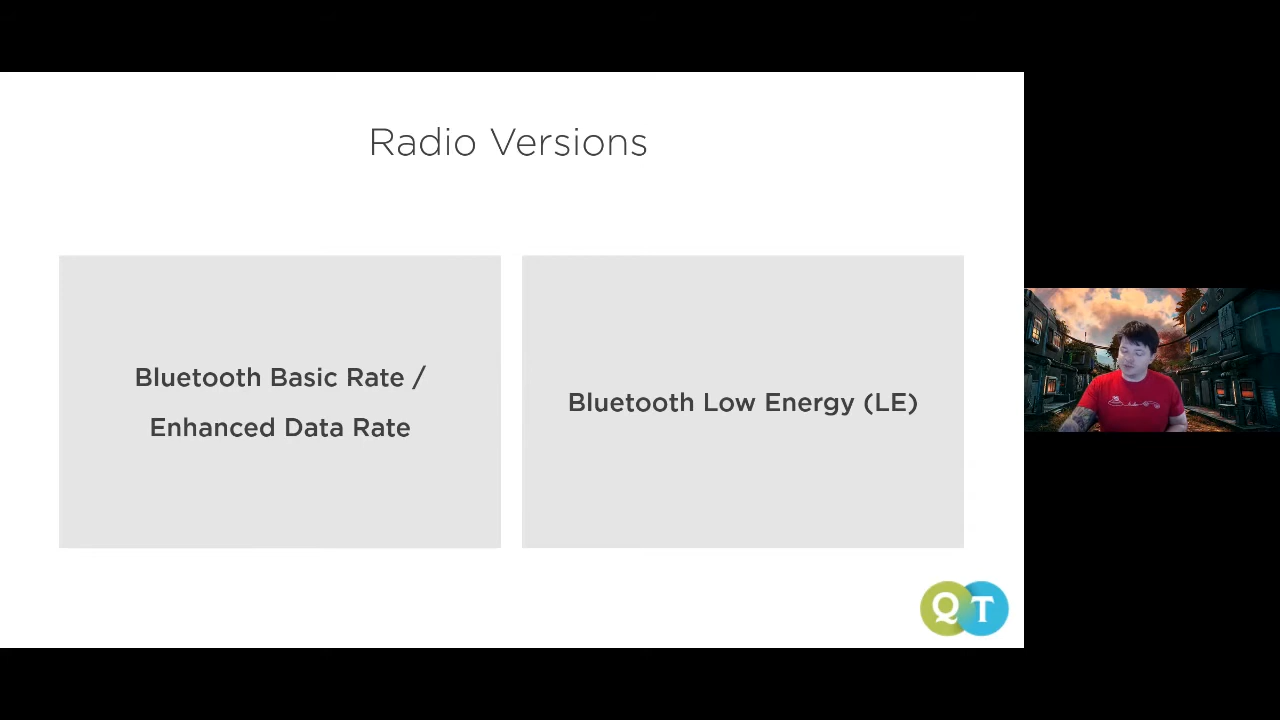 Radio Versions
Bluetooth Basic Rate /
Enhanced Data Rate
Bluetooth Low Energy (LE)
QT